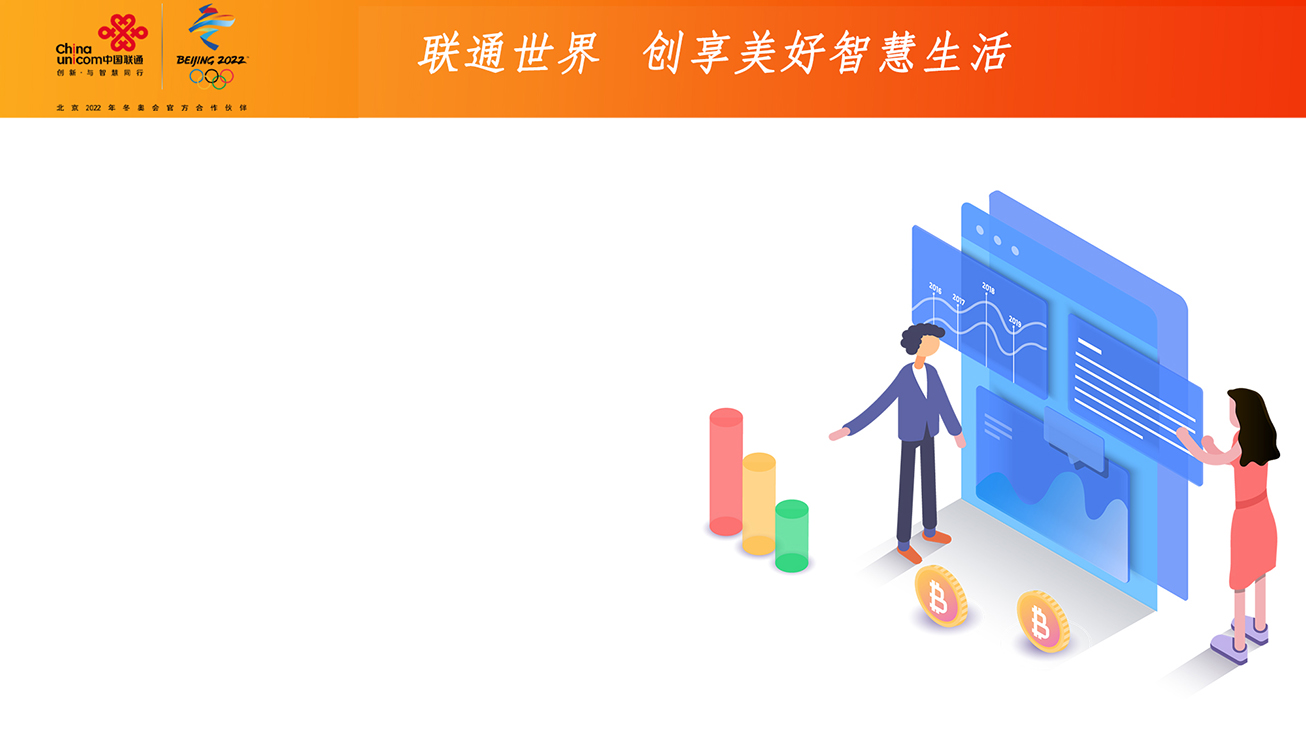 China
unicom中国联通
创新·与智慧同行
BEIJING 2022™
北京2022年冬奥会官方合作伙伴
联通世界 创享美好智慧生活
2016
2017
2018
2019